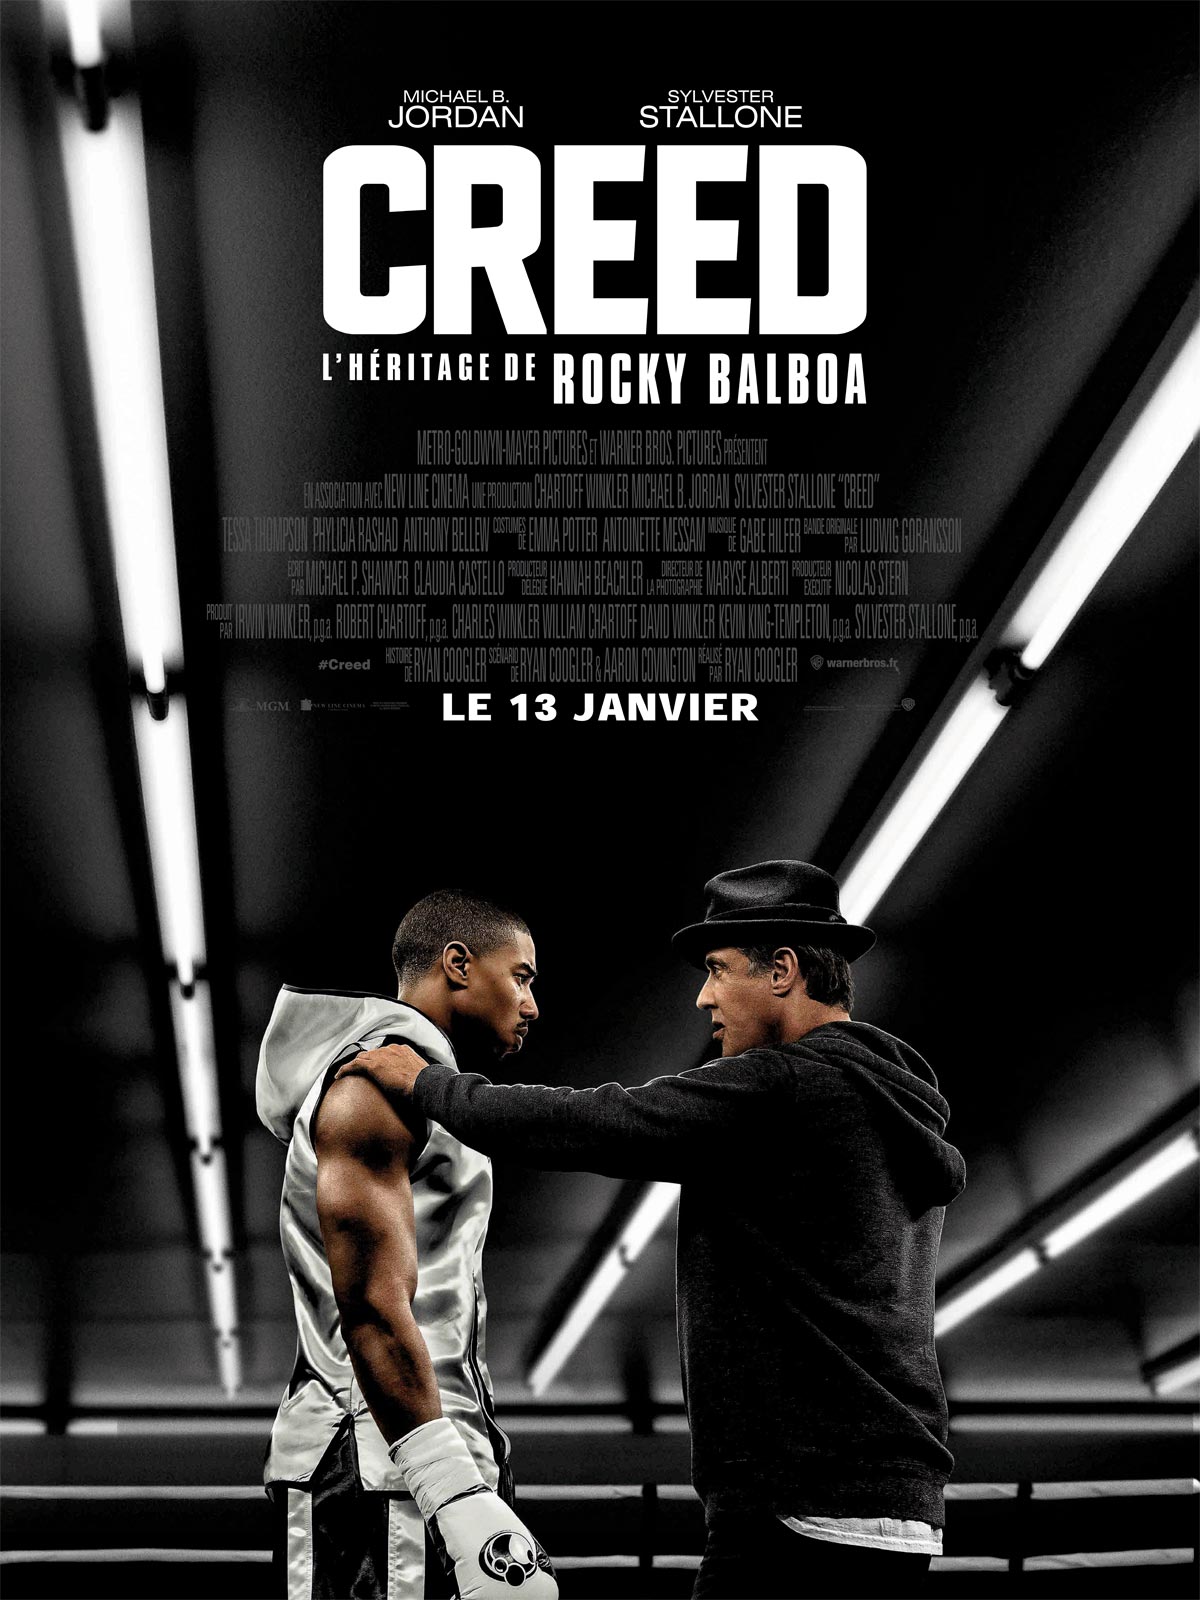 MICHAEL B. SYLVESTER
JORDAN STALLONE
CREED
L'HÉRITAGE DE ROCKY BALBOA
METRO-GOLDWYN-MAYER PICTURES ET WARNER BROS. PICTURES PRÉSENTENT
EN ASSOCIATION AVEC NEW LINE CINEMA UNE PRODUCTION CHARTOFF WINKLER MICHAEL B. JORDAN SYLVESTER STALLONE "CREED"
TESSA THOMPSON PHYLICIA RASHAD ANTHONY BELLEW COSTUMES DE EMMA POTTER ANTOINETTE MESSAM MUSIQUE DE GABE HILFER BANDE ORIGINALE PAR LUDWIG GORANSSON
ÉCRIT PAR MICHAEL P. SHAWVER CLAUDIA CASTELLO PRODUCTEUR DÉLÉGUÉ HANNAH BEACHLER DIRECTEUR DE LA PHOTOGRAPHIE MARYSE ALBERTI PRODUCTEUR EXÉCUTIF NICOLAS STERN
PRODUIT PAR IRWIN WINKLER, p.g.a. ROBERT CHARTOFF, p.g.a. CHARLES WINKLER WILLIAM CHARTOFF DAVID WINKLER KEVIN KING-TEMPLETON, p.g.a. SYLVESTER STALLONE, p.g.a.
#Creed HISTOIRE DE RYAN COOGLER SCÉNARIO DE RYAN COOGLER & AARON COVINGTON RÉALISÉ PAR RYAN COOGLER warnerbros.fr
MGM NEW LINE CINEMA LE 13 JANVIER